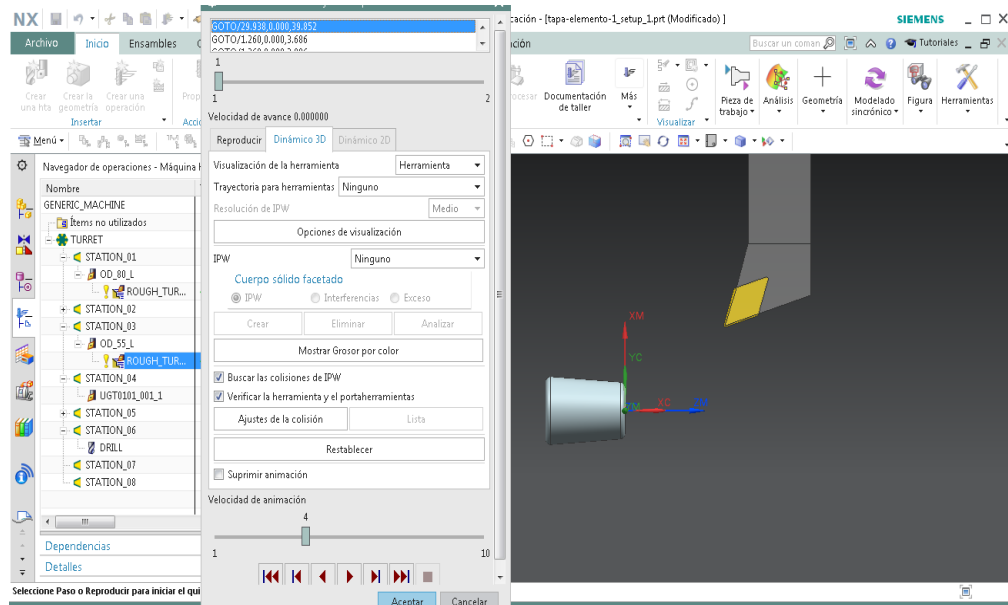 NX
cación - [tapa-elemento-1_setup_1.prt (Modificado) ]
SIEMENS
Archivo
Inicio
Ensambles
ción
Buscar un coman
Tutoriales
Crear una hta
Crear la geometría
Crear una operación
Insertar
Documentación de taller
Más
Visualizar
Pieza de trabajo
Análisis
Geometría
Modelado sincrónico
Figura
Herramientas
Menú
Navegador de operaciones - Máquina
Nombre
GENERIC_MACHINE
Ítems no utilizados
TURRET
STATION_01
OD_80_L
ROUGH_TUR...
STATION_02
STATION_03
OD_55_L
ROUGH_TUR...
STATION_04
UGT0101_001_1
STATION_05
STATION_06
DRILL
STATION_07
STATION_08
Dependencias
Detalles
Seleccione Paso o Reproducir para iniciar el qui
GOTO/29.938,0.000,39.852
GOTO/1.260,0.000,3.686
1
1
2
Velocidad de avance 0.000000
Reproducir
Dinámico 3D
Dinámico 2D
Visualización de la herramienta
Herramienta
Trayectoria para herramientas
Ninguno
Resolución de IPW
Medio
Opciones de visualización
IPW
Ninguno
Cuerpo sólido facetado
IPW
Interferencias
Exceso
Crear
Eliminar
Analizar
Mostrar Grosor por color
Buscar las colisiones de IPW
Verificar la herramienta y el portaherramientas
Ajustes de la colisión
Lista
Restablecer
Suprimir animación
Velocidad de animación
4
1
10
Aceptar
Cancelar
XM
YC
YM
XC
ZM